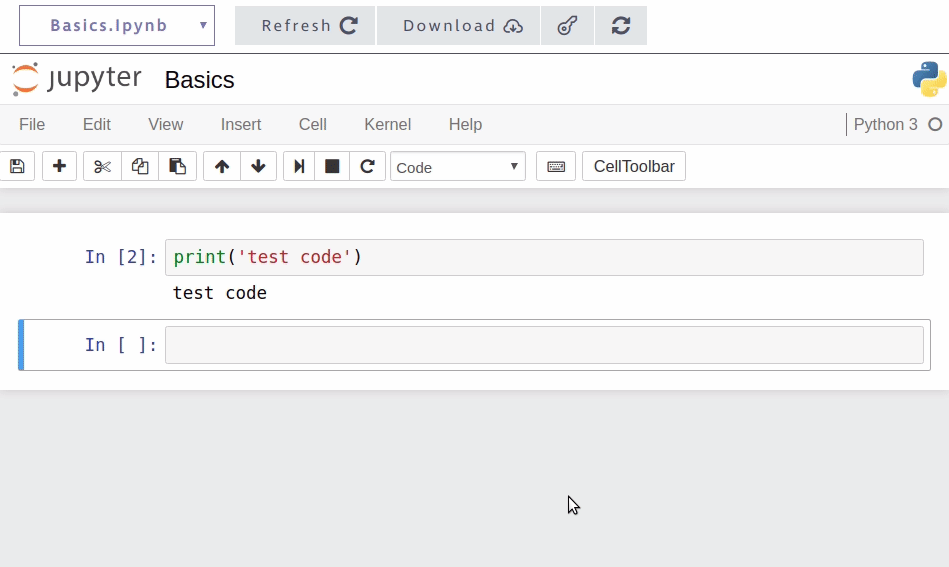 Basics.Ipynb Refresh Download
jupyter Basics
File Edit View Insert Cell Kernel Help Python 3
Code CellToolbar
In [2]: print('test code')
test code
In [ ]: